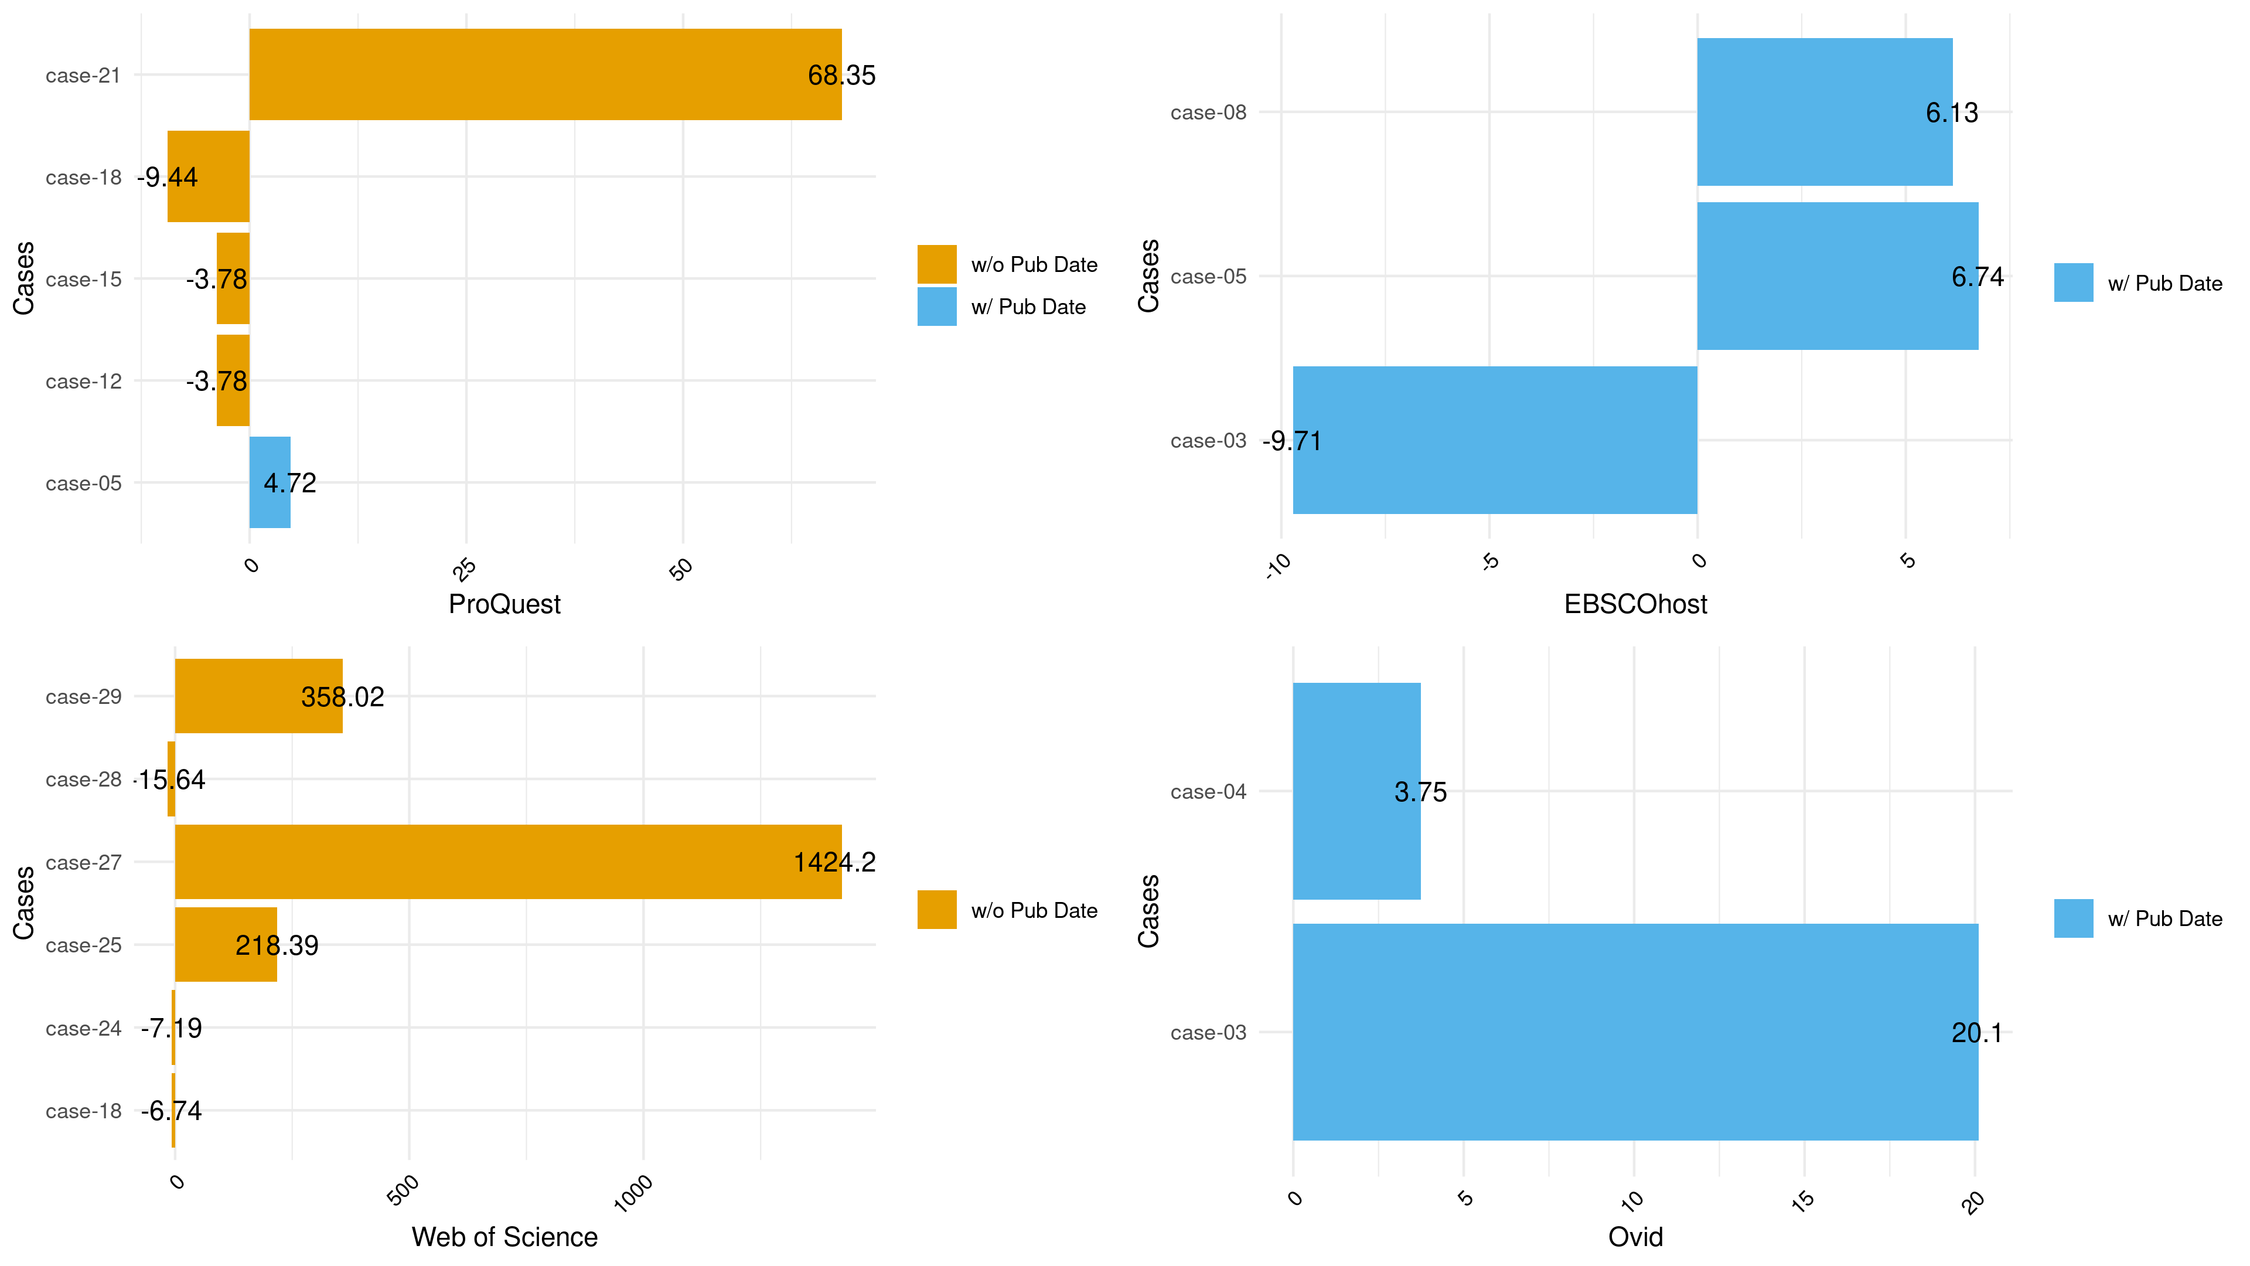 case-21
68.35
case-18
-9.44
case-15
-3.78
case-12
-3.78
case-05
4.72
Cases
0
25
50
ProQuest
w/o Pub Date
w/ Pub Date
case-08
6.13
case-05
6.74
case-03
-9.71
Cases
-10
-5
0
5
EBSCOhost
w/ Pub Date
case-29
358.02
case-28
-15.64
case-27
1424.2
case-25
218.39
case-24
-7.19
case-18
-6.74
Cases
0
500
1000
Web of Science
w/o Pub Date
case-04
3.75
case-03
20.1
Cases
0
5
10
15
20
Ovid
w/ Pub Date